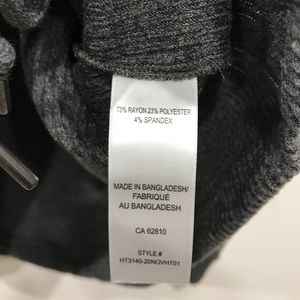 73% RAYON 23% POLYESTER
4% SPANDEX
MADE IN BANGLADESH/
FABRIQUÉ
AU BANGLADESH
CA 62810
STYLE #
HT3140-20NOVHT01